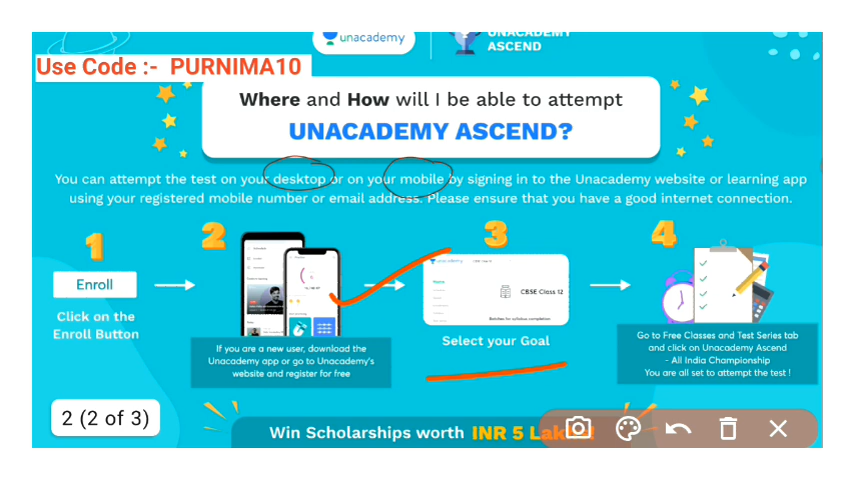 unacademy
UNACADEMY
ASCEND
Use Code :- PURNIMA10
Where and How will I be able to attempt
UNACADEMY ASCEND?
You can attempt the test on your desktop or on your mobile by signing in to the Unacademy website or learning app
using your registered mobile number or email address. Please ensure that you have a good internet connection.
1
Enroll
Click on the
Enroll Button
2
If you are a new user, download the
Unacademy app or go to Unacademy's
website and register for free
3
CBSE Class 12
Batches for syllabus completion
Select your Goal
4
Go to Free Classes and Test Series tab
and click on Unacademy Ascend
- All India Championship
You are all set to attempt the test !
2 (2 of 3)
Win Scholarships worth INR 5 Lakhs!